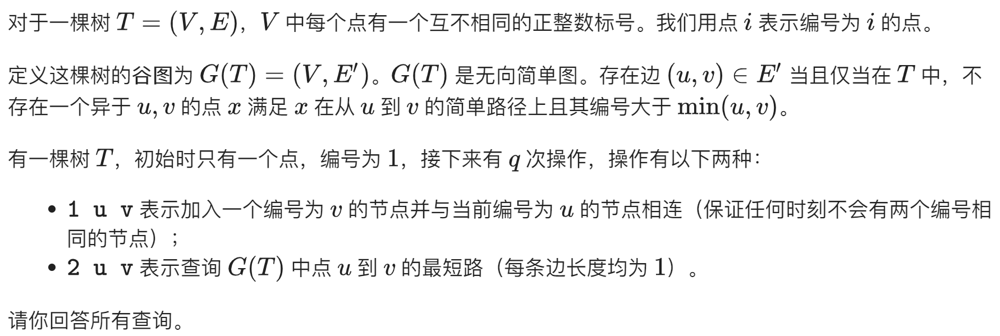 对于一棵树 T = (V, E)，V 中每个点有一个互不相同的正整数标号。我们用点 i 表示编号为 i 的点。
定义这棵树的谷图为 G(T) = (V, E′)。G(T) 是无向简单图。存在边 (u, v) ∈ E′ 当且仅当在 T 中，不
存在一个异于 u, v 的点 x 满足 x 在从 u 到 v 的简单路径上且其编号大于 min(u, v)。
有一棵树 T，初始时只有一个点，编号为 1，接下来有 q 次操作，操作有以下两种：
• 1 u v 表示加入一个编号为 v 的节点并与当前编号为 u 的节点相连（保证任何时刻不会有两个编号相
同的节点）；
• 2 u v 表示查询 G(T) 中点 u 到 v 的最短路（每条边长度均为 1）。
请你回答所有查询。